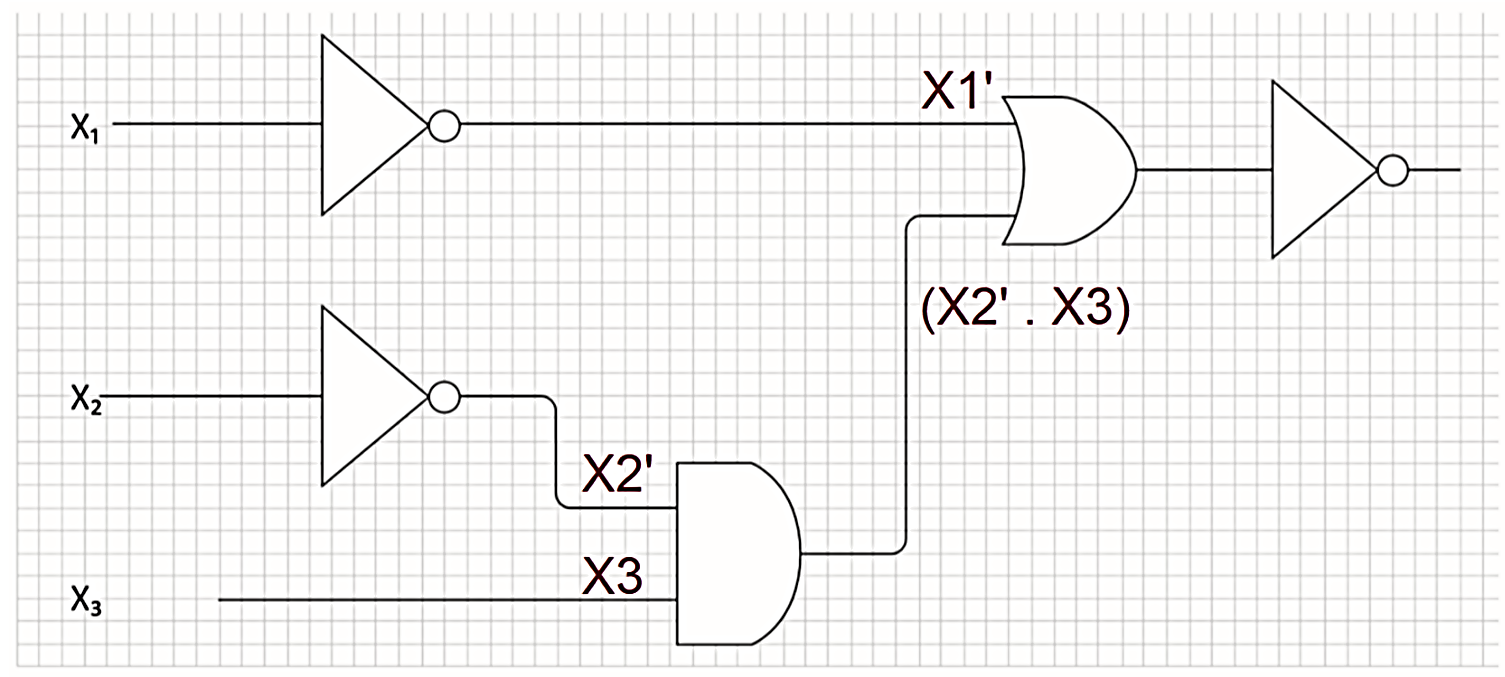 X1'
X₁
(X2' . X3)
X₂
X2'
X3
X₃